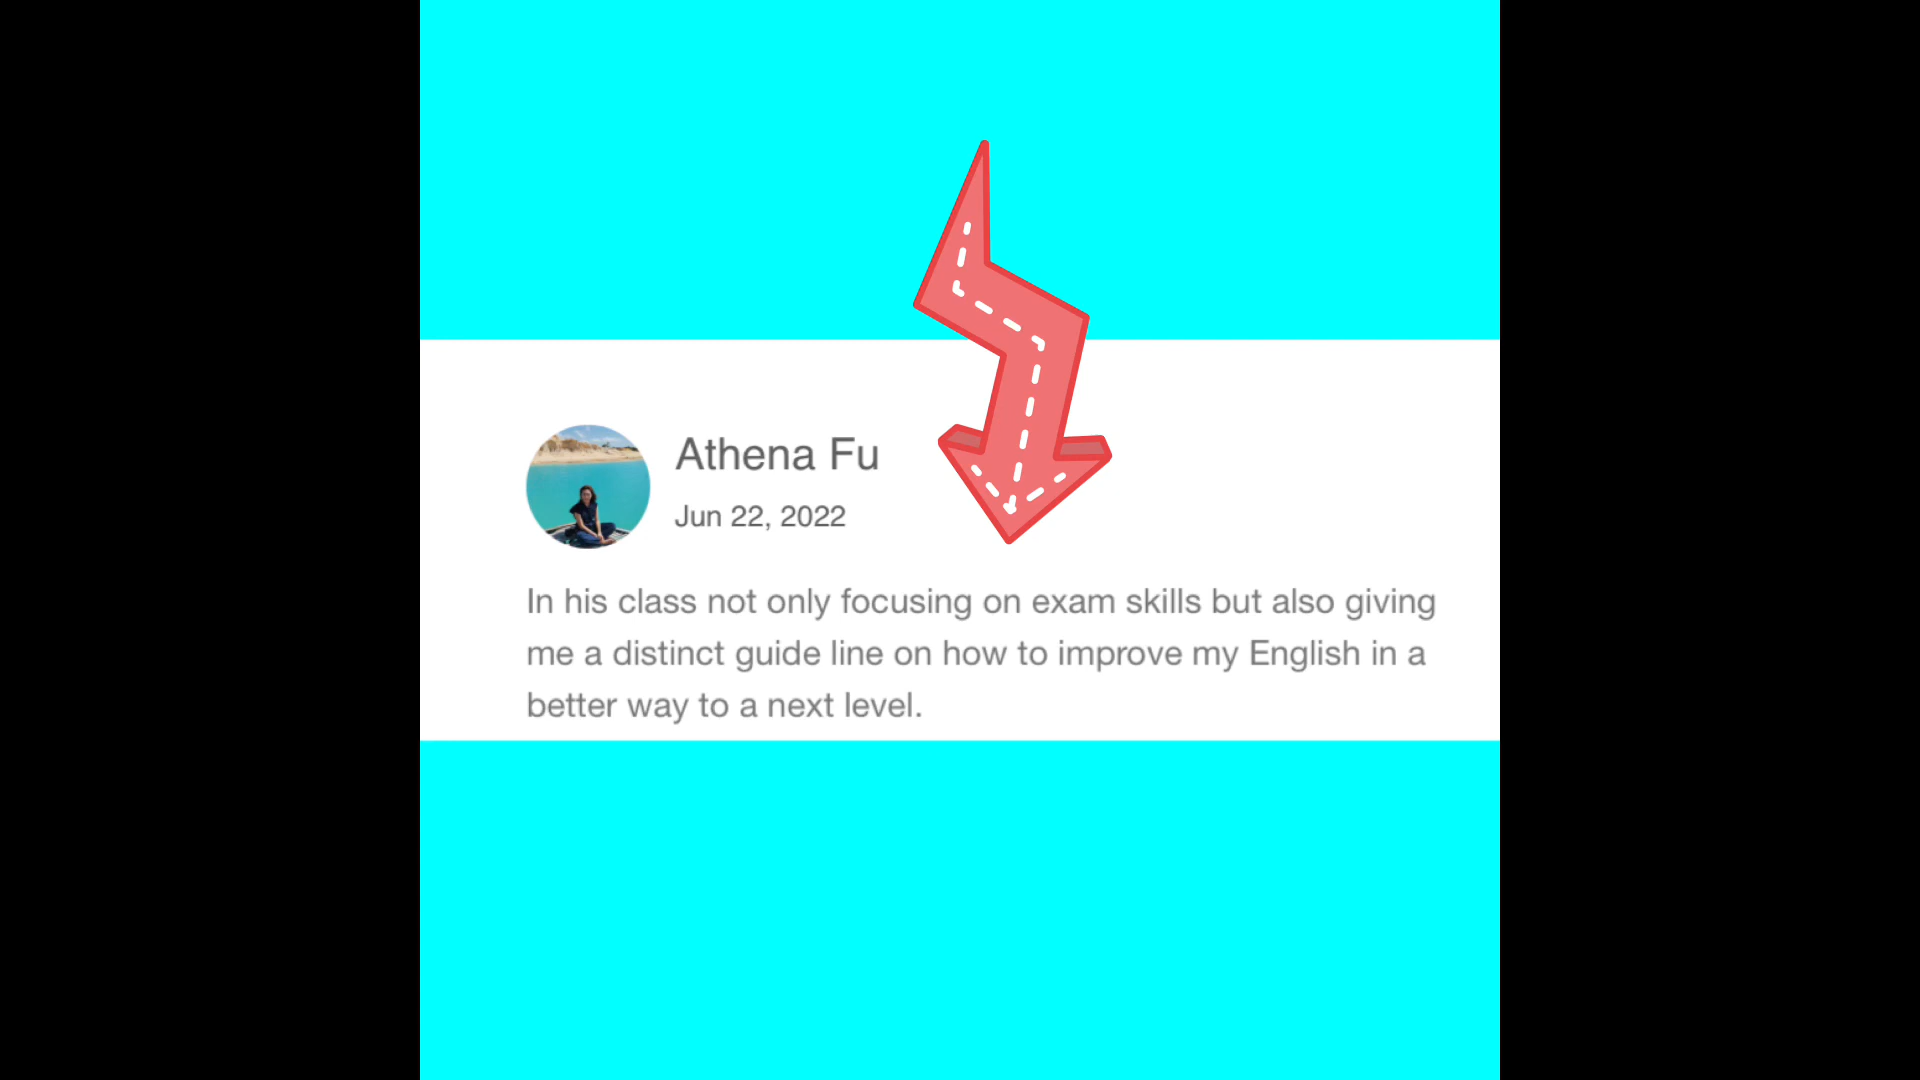 Athena Fu
Jun 22, 2022
In his class not only focusing on exam skills but also giving
me a distinct guide line on how to improve my English in a
better way to a next level.